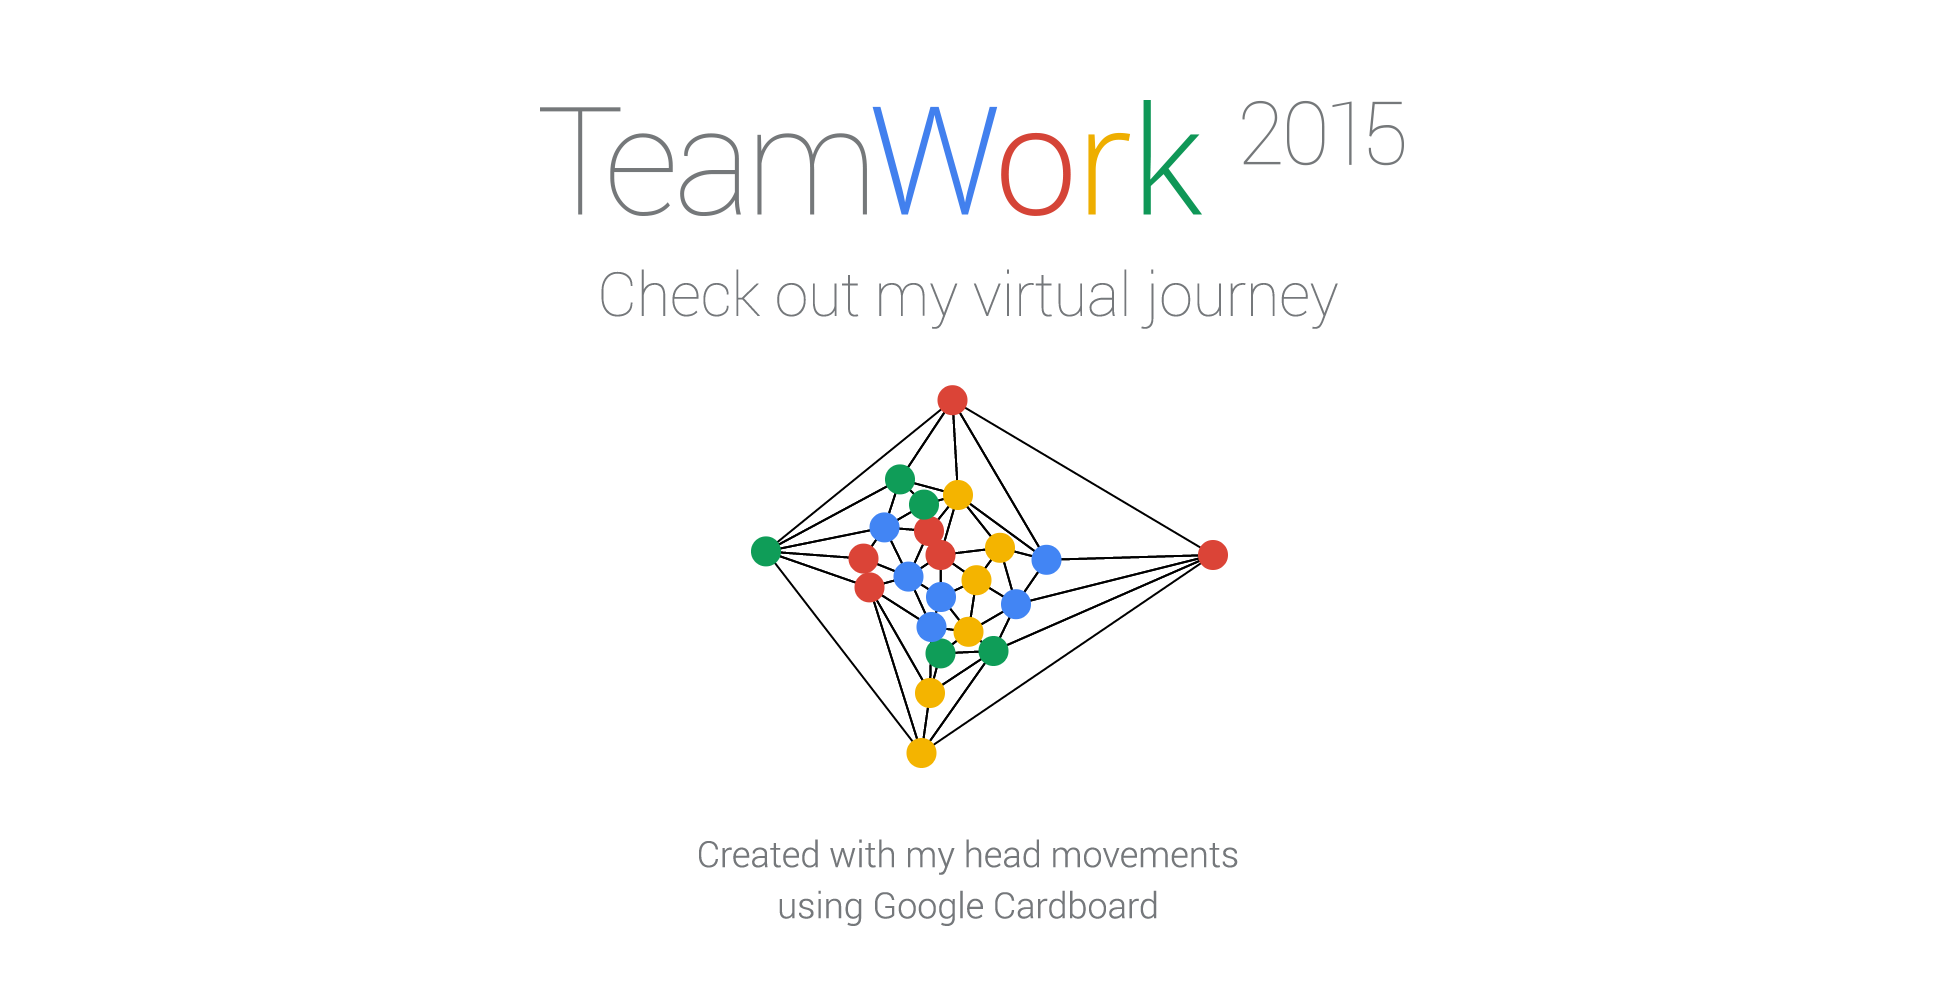 TeamWork 2015
Check out my virtual journey
Created with my head movements
using Google Cardboard